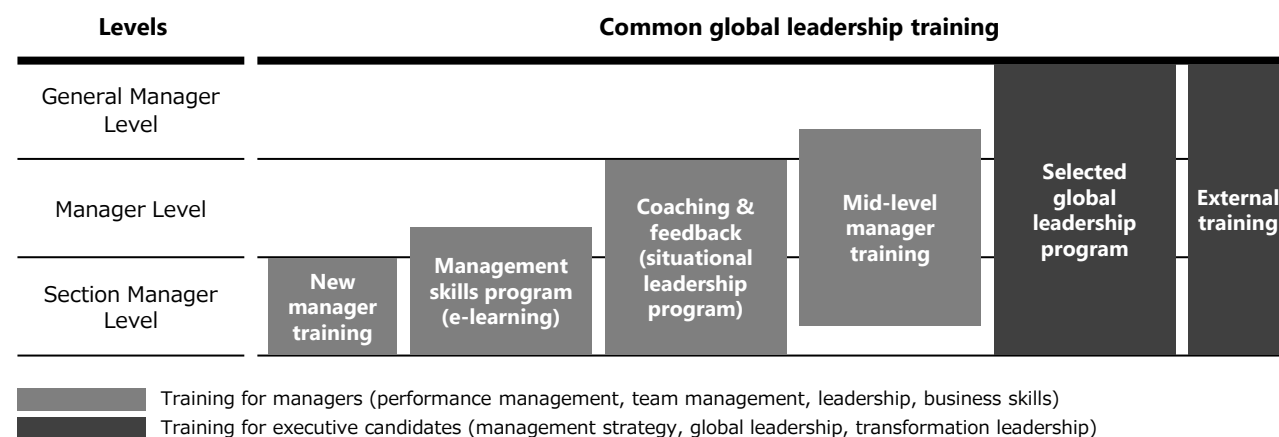 Levels
Common global leadership training
General Manager
Level
Manager Level
Section Manager
Level
New
manager
training
Management
skills program
(e-learning)
Coaching &
feedback
(situational
leadership
program)
Mid-level
manager
training
Selected
global
leadership
program
External
training
Training for managers (performance management, team management, leadership, business skills)
Training for executive candidates (management strategy, global leadership, transformation leadership)